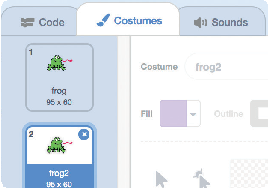 Code Costumes Sounds
1
frog
95 x 60
Costume frog2
Fill Outline
2
frog2
95 x 60